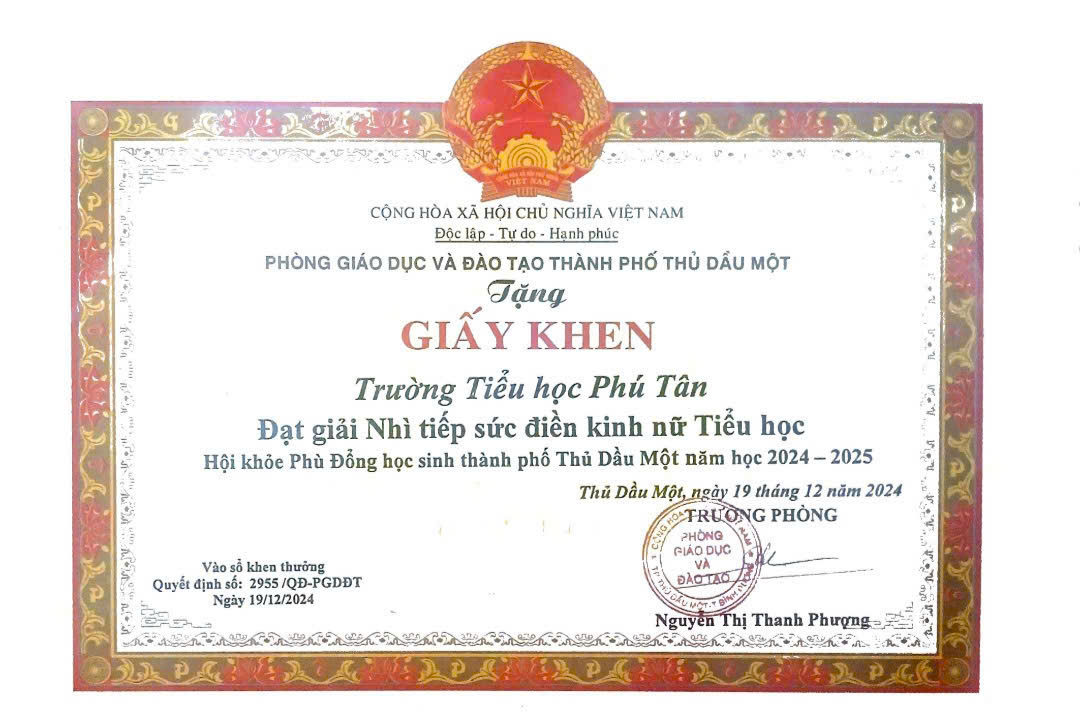 CỘNG HÒA XÃ HỘI CHỦ NGHĨA VIỆT NAM
Độc lập - Tự do - Hạnh phúc
PHÒNG GIÁO DỤC VÀ ĐÀO TẠO THÀNH PHỐ THỦ DẦU MỘT
Tặng
GIẤY KHEN
Trường Tiểu học Phú Tân
Đạt giải Nhì tiếp sức điền kinh nữ Tiểu học
Hội khỏe Phù Đổng học sinh thành phố Thủ Dầu Một năm học 2024 – 2025
Thủ Dầu Một, ngày 19 tháng 12 năm 2024
TRƯỞNG PHÒNG
PHÒNG
GIÁO DỤC
VÀ
ĐÀO TẠO
Vào sổ khen thưởng
Quyết định số: 2955 /QĐ-PGDĐT
Ngày 19/12/2024
Nguyễn Thị Thanh Phượng